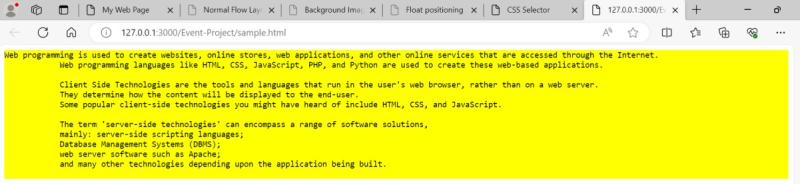 My Web Page
Normal Flow Lay
Background Ima
Float positioning
CSS Selector
127.0.0.1:3000/Ev
127.0.0.1:3000/Event-Project/sample.html
Web programming is used to create websites, online stores, web applications, and other online services that are accessed through the Internet.
Web programming languages like HTML, CSS, JavaScript, PHP, and Python are used to create these web-based applications.
Client Side Technologies are the tools and languages that run in the user's web browser, rather than on a web server.
They determine how the content will be displayed to the end-user.
Some popular client-side technologies you might have heard of include HTML, CSS, and JavaScript.
The term 'server-side technologies' can encompass a range of software solutions,
mainly: server-side scripting languages;
Database Management Systems (DBMS);
web server software such as Apache;
and many other technologies depending upon the application being built.